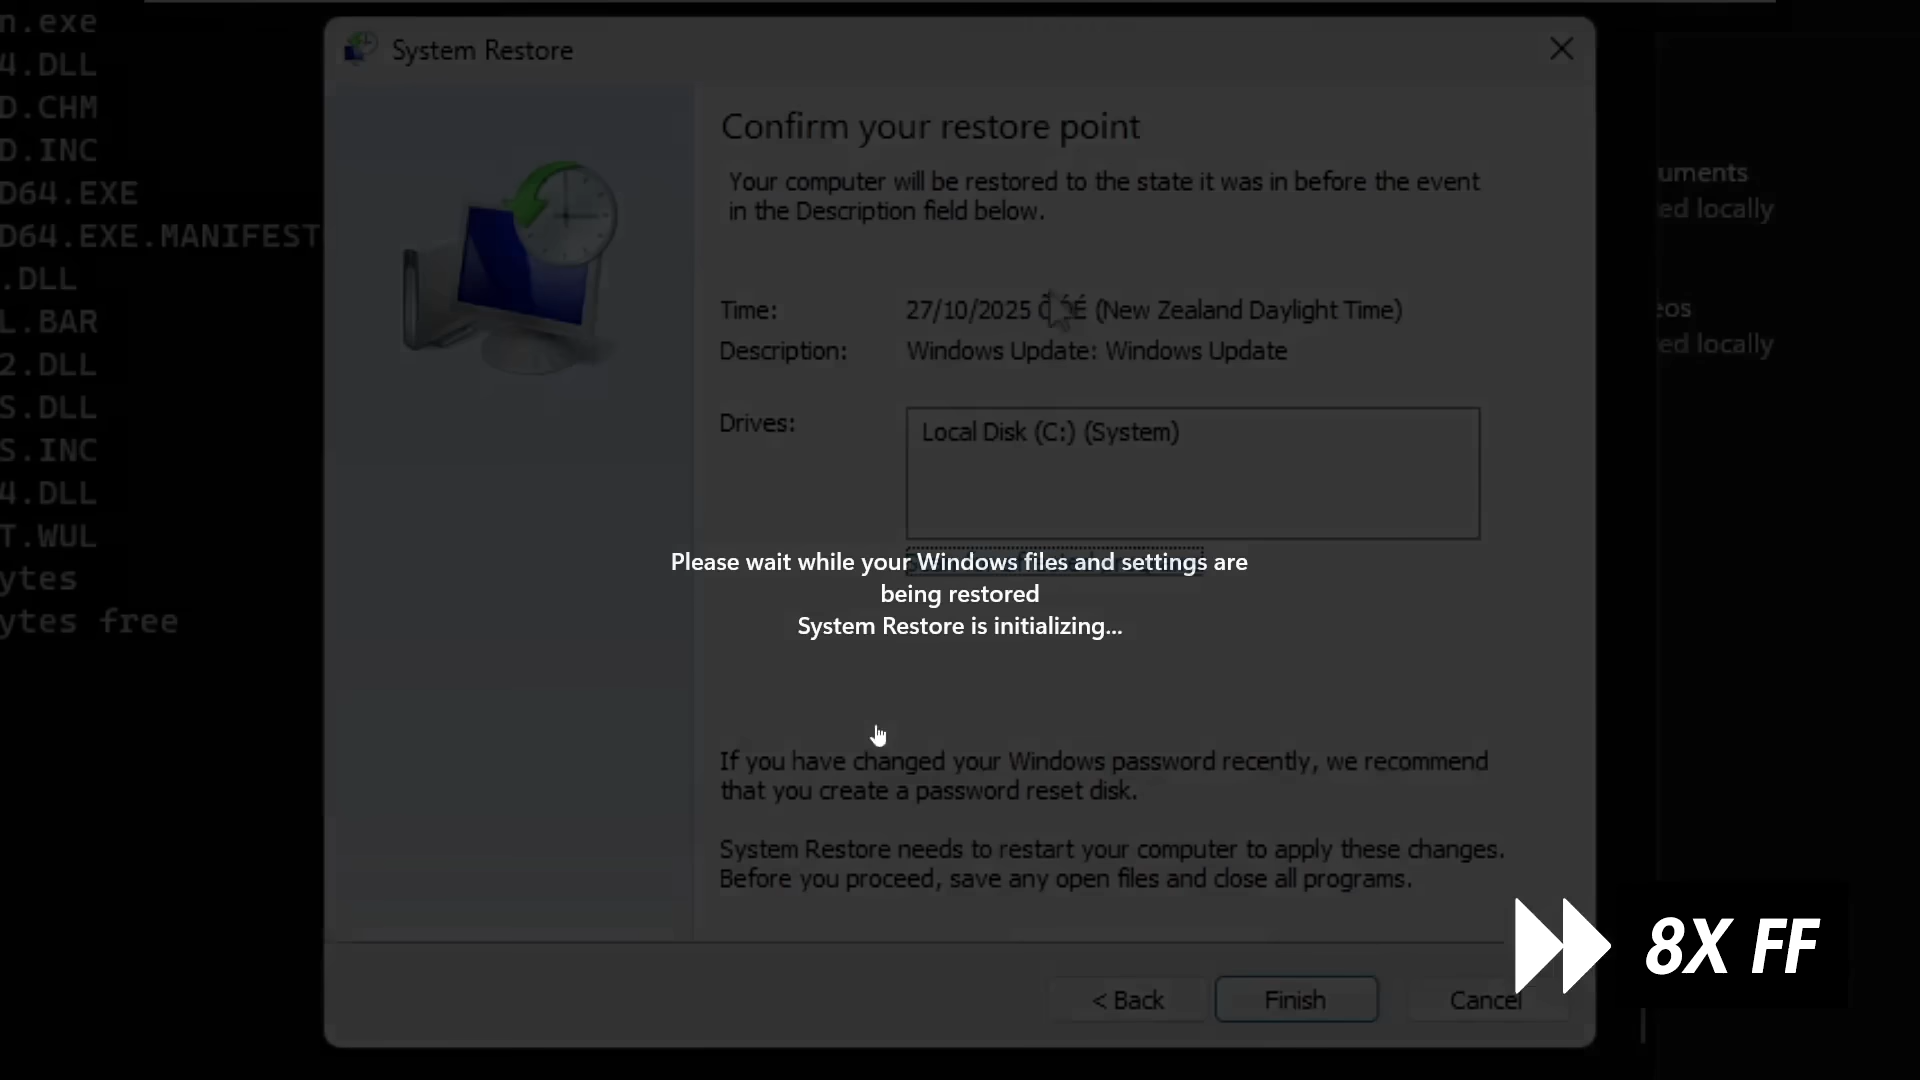 n.exe
4.DLL
D.CHM
D.INC
D64.EXE
D64.EXE.MANIFEST
.DLL
L.BAR
2.DLL
S.DLL
S.INC
4.DLL
T.WUL
ytes
ytes free
System Restore
Confirm your restore point
Your computer will be restored to the state it was in before the event
in the Description field below.
Time: 27/10/2025 (New Zealand Daylight Time)
Description: Windows Update: Windows Update
Drives: Local Disk (C:) (System)
Please wait while your Windows files and settings are
being restored
System Restore is initializing...
If you have changed your Windows password recently, we recommend
that you create a password reset disk.
System Restore needs to restart your computer to apply these changes.
Before you proceed, save any open files and close all programs.
< Back Finish Cancel
uments
ed locally
eos
ed locally
8X FF